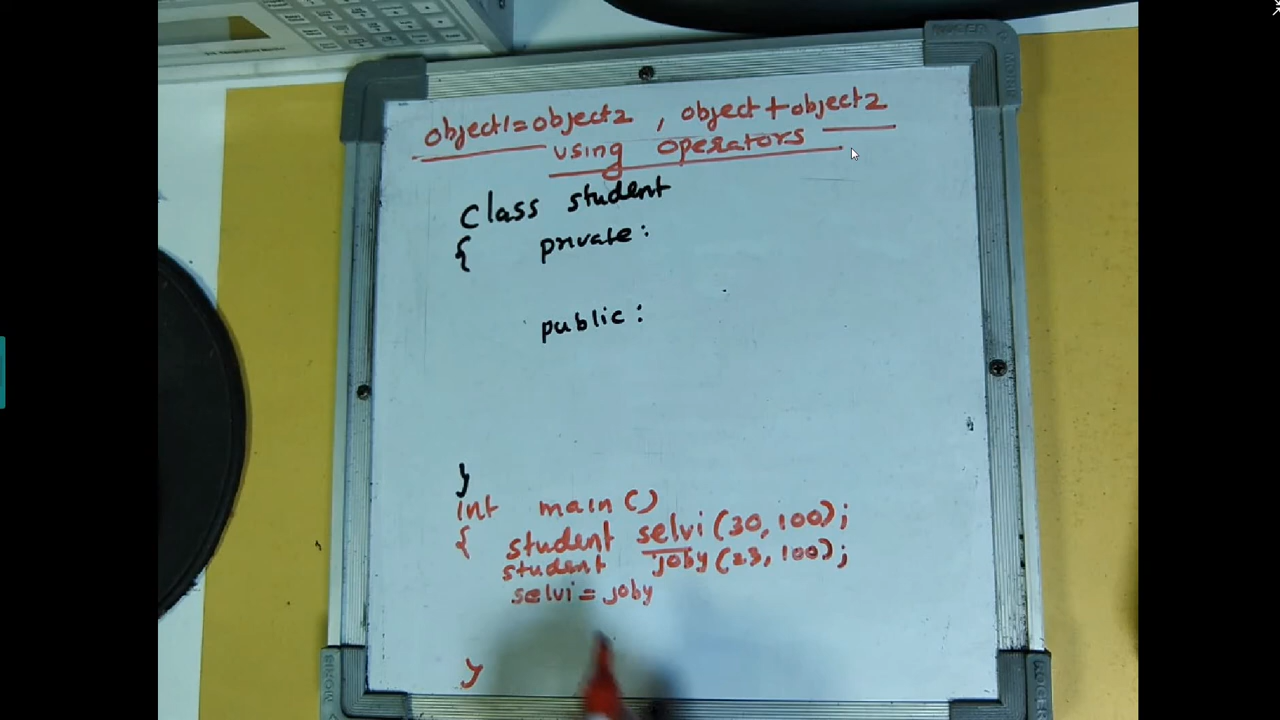 object1=object2 , object+object2
using operators
Class student
{ private:
public:
}
int main()
{ student selvi(30,100);
student joby(23,100);
selvi=joby
}